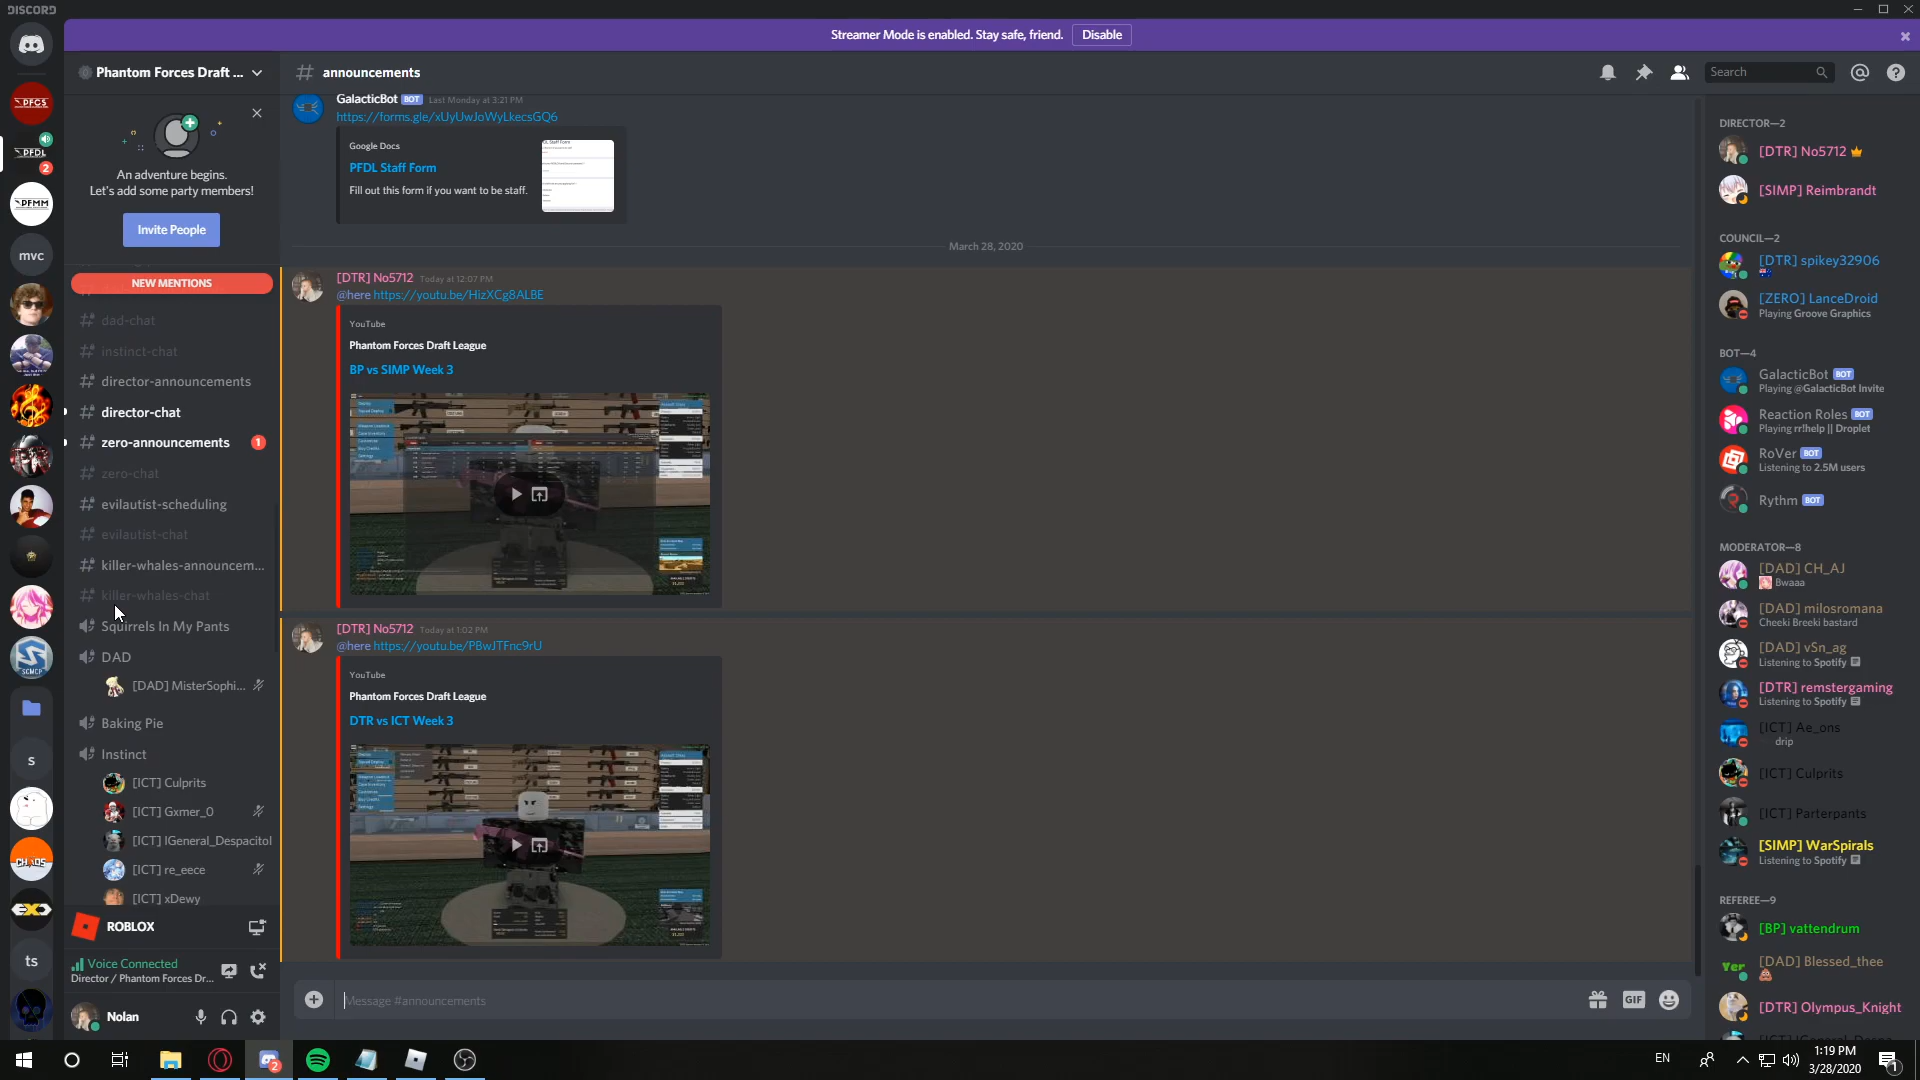 DISCORD
Streamer Mode is enabled. Stay safe, friend.
Disable
Phantom Forces Draft ...
# announcements
Search
PFCS
PFDL
2
PFMM
mvc
s
CHAOS
EXO
ts
An adventure begins.
Let's add some party members!
Invite People
NEW MENTIONS
dad-chat
instinct-chat
director-announcements
director-chat
zero-announcements
1
zero-chat
evilautist-scheduling
evilautist-chat
killer-whales-announcem...
killer-whales-chat
Squirrels In My Pants
DAD
[DAD] MisterSophi...
Baking Pie
Instinct
[ICT] Culprits
[ICT] Gxmer_0
[ICT] IGeneral_Despacitol
[ICT] re_eece
[ICT] xDewy
ROBLOX
Voice Connected
Director / Phantom Forces Dr...
Nolan
GalacticBot BOT Last Monday at 3:21 PM
https://forms.gle/xUyUwJoWyLkecsGQ6
Google Docs
PFDL Staff Form
Fill out this form if you want to be staff.
March 28, 2020
[DTR] No5712 Today at 12:07 PM
@here https://youtu.be/HizXCg8ALBE
YouTube
Phantom Forces Draft League
BP vs SIMP Week 3
[DTR] No5712 Today at 1:02 PM
@here https://youtu.be/PBwJTFnc9rU
YouTube
Phantom Forces Draft League
DTR vs ICT Week 3
Message #announcements
GIF
DIRECTOR—2
[DTR] No5712
[SIMP] Reimbrandt
COUNCIL—2
[DTR] spikey32906
[ZERO] LanceDroid
Playing Groove Graphics
BOT—4
GalacticBot BOT
Playing @GalacticBot Invite
Reaction Roles BOT
Playing rr!help || Droplet
RoVer BOT
Listening to 2.5M users
Rythm BOT
MODERATOR—8
[DAD] CH_AJ
Bwaaa
[DAD] milosromana
Cheeki Breeki bastard
[DAD] vSn_ag
Listening to Spotify
[DTR] remstergaming
Listening to Spotify
[ICT] Ae_ons
drip
[ICT] Culprits
[ICT] Parterpants
[SIMP] WarSpirals
Listening to Spotify
REFEREE—9
[BP] vattendrum
Yer
[DAD] Blessed_thee
[DTR] Olympus_Knight
2
EN
1:19 PM
3/28/2020
1